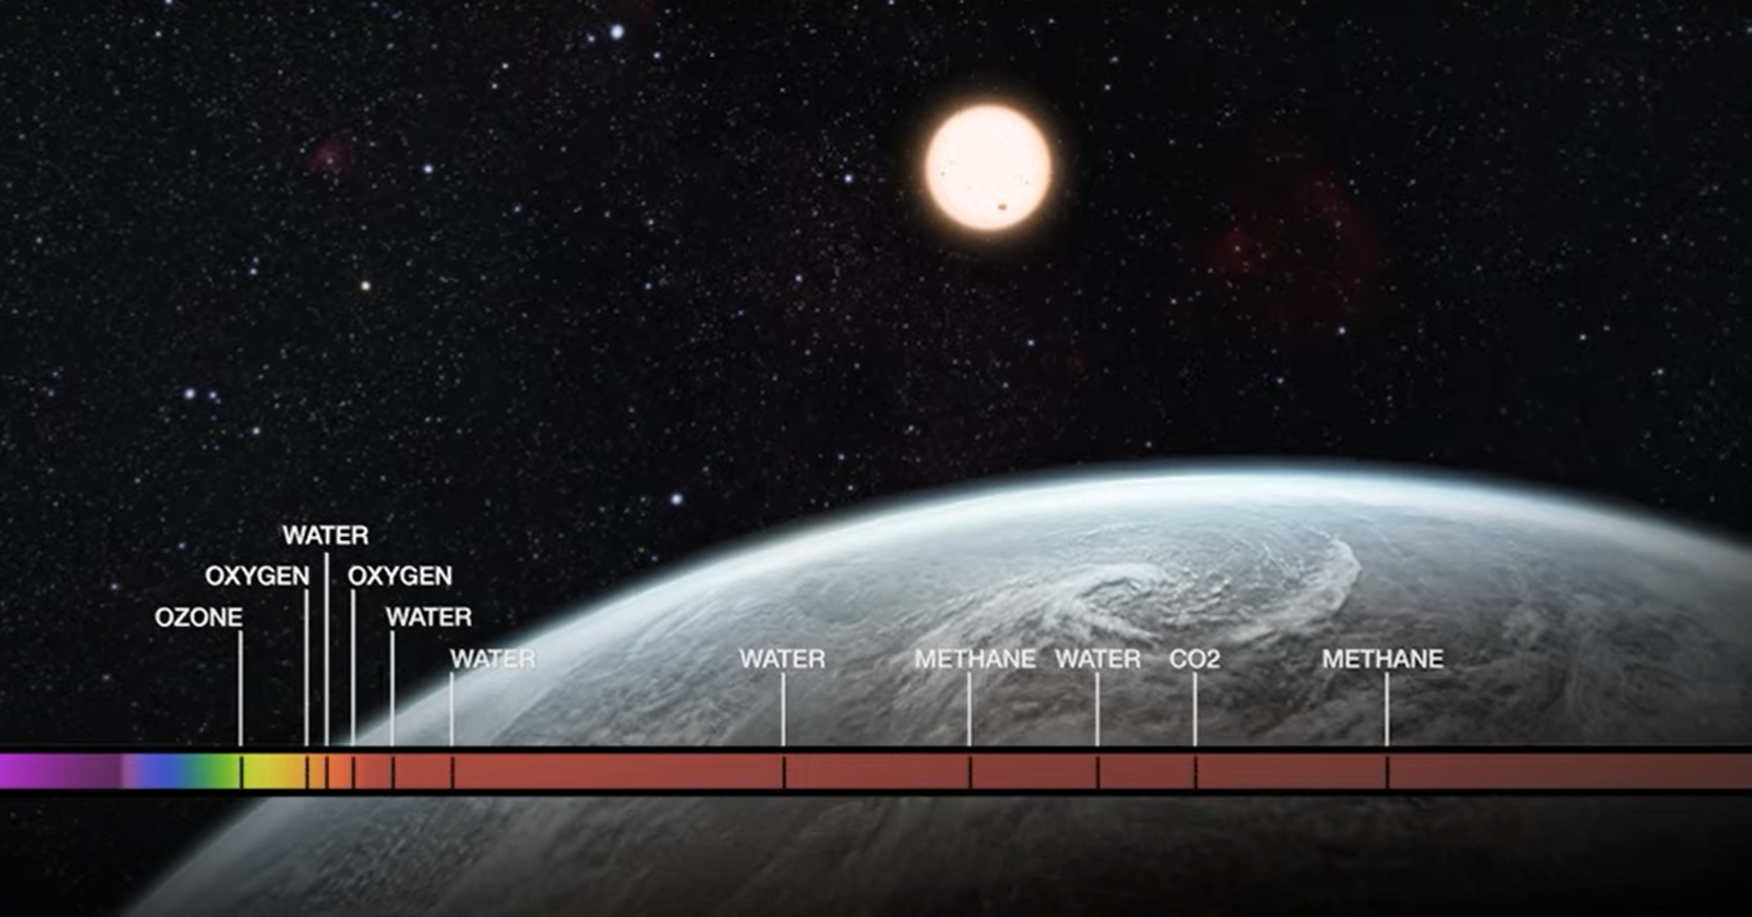 WATER
OXYGEN OXYGEN
OZONE WATER
WATER WATER METHANE WATER CO2 METHANE